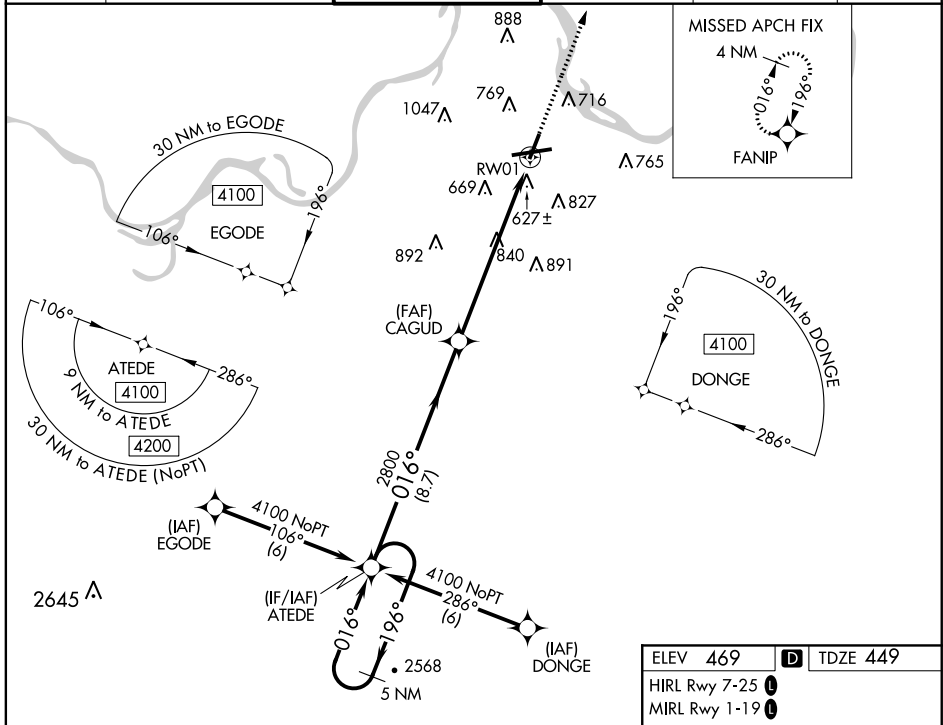 888
MISSED APCH FIX
4 NM
016°
196°
FANIP
1047
769
716
30 NM to EGODE
4100
196°
EGODE
106°
RW01
765
669
627 ±
827
892
840
891
(FAF)
CAGUD
106°
ATEDE
4100
286°
9 NM to ATEDE
4200
30 NM to ATEDE (NoPT)
30 NM to DONGE
196°
4100
DONGE
286°
2800
016°
(8.7)
(IAF)
EGODE
4100 NoPT
106°
(6)
4100 NoPT
286°
(6)
2645
(IF/IAF)
ATEDE
016°
196°
2568
5 NM
(IAF)
DONGE
ELEV 469 D TDZE 449
HIRL Rwy 7-25 L
MIRL Rwy 1-19 L